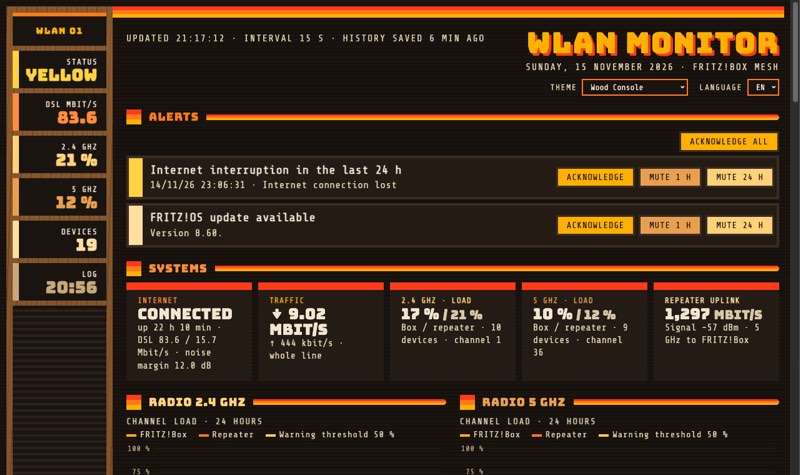 WLAN 01
STATUS
YELLOW
DSL MBIT/S
83.6
2.4 GHZ
21 %
5 GHZ
12 %
DEVICES
19
LOG
20:56
UPDATED 21:17:12 · INTERVAL 15 S · HISTORY SAVED 6 MIN AGO
WLAN MONITOR
SUNDAY, 15 NOVEMBER 2026 · FRITZ!BOX MESH
THEME Wood Console LANGUAGE EN
ALERTS
ACKNOWLEDGE ALL
Internet interruption in the last 24 h
14/11/26 23:06:31 · Internet connection lost
ACKNOWLEDGE MUTE 1 H MUTE 24 H
FRITZ!OS update available
Version 8.60.
ACKNOWLEDGE MUTE 1 H MUTE 24 H
SYSTEMS
INTERNET
CONNECTED
up 22 h 10 min ·
DSL 83.6 / 15.7
Mbit/s · noise
margin 12.0 dB
TRAFFIC
↓ 9.02
MBIT/S
↑ 444 kbit/s ·
whole line
2.4 GHZ · LOAD
17 % / 21 %
Box / repeater · 10
devices · channel 1
5 GHZ · LOAD
10 % / 12 %
Box / repeater · 9
devices · channel
36
REPEATER UPLINK
1,297 MBIT/S
Signal -57 dBm · 5
GHz to FRITZ!Box
RADIO 2.4 GHZ
CHANNEL LOAD · 24 HOURS
FRITZ!Box Repeater Warning threshold 50 %
100 %
75 %
RADIO 5 GHZ
CHANNEL LOAD · 24 HOURS
FRITZ!Box Repeater Warning threshold 50 %
100 %
75 %